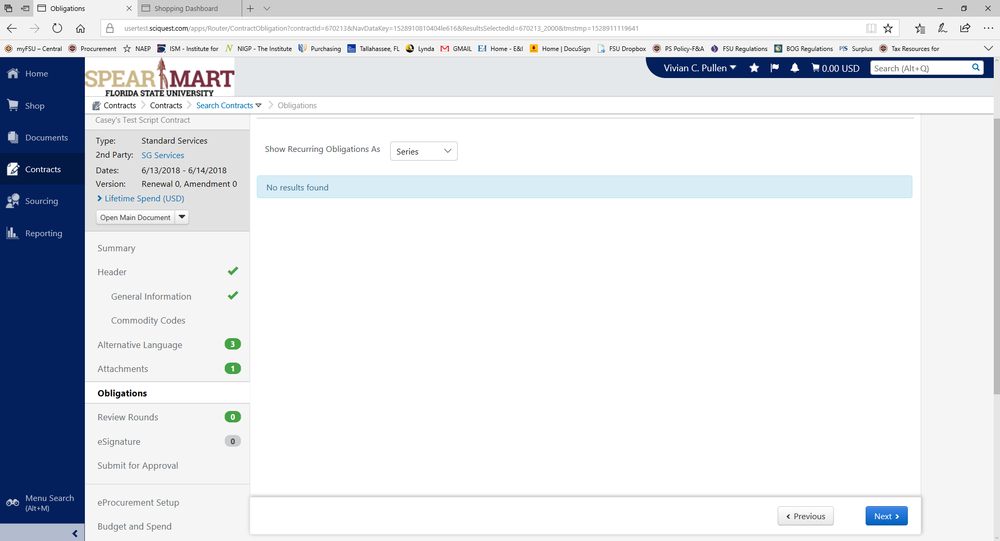 Obligations
Shopping Dashboard
usertest.sciquest.com/apps/Router/ContractObligation?contractId=670213&NavDataKey=1528910810404le616&ResultsSelectedId=670213_2000&tmstmp=1528911119641
myFSU – Central Procurement NAEP ISM - Institute for NIGP - The Institute Purchasing Tallahassee, FL Lynda GMAIL Home - E&I Home | DocuSign FSU Dropbox PS Policy-F&A FSU Regulations BOG Regulations P|S Surplus Tax Resources for
Home
Shop
Documents
Contracts
Sourcing
Reporting
Menu Search
(Alt+M)
SPEAR MART
FLORIDA STATE UNIVERSITY
Vivian C. Pullen 0.00 USD Search (Alt+Q)
Contracts Contracts Search Contracts Obligations
Casey's Test Script Contract
Type: Standard Services
2nd Party: SG Services
Dates: 6/13/2018 - 6/14/2018
Version: Renewal 0, Amendment 0
Lifetime Spend (USD)
Open Main Document
Summary
Header
General Information
Commodity Codes
Alternative Language 3
Attachments 1
Obligations
Review Rounds 0
eSignature 0
Submit for Approval
eProcurement Setup
Budget and Spend
Show Recurring Obligations As Series
No results found
‹ Previous
Next ›